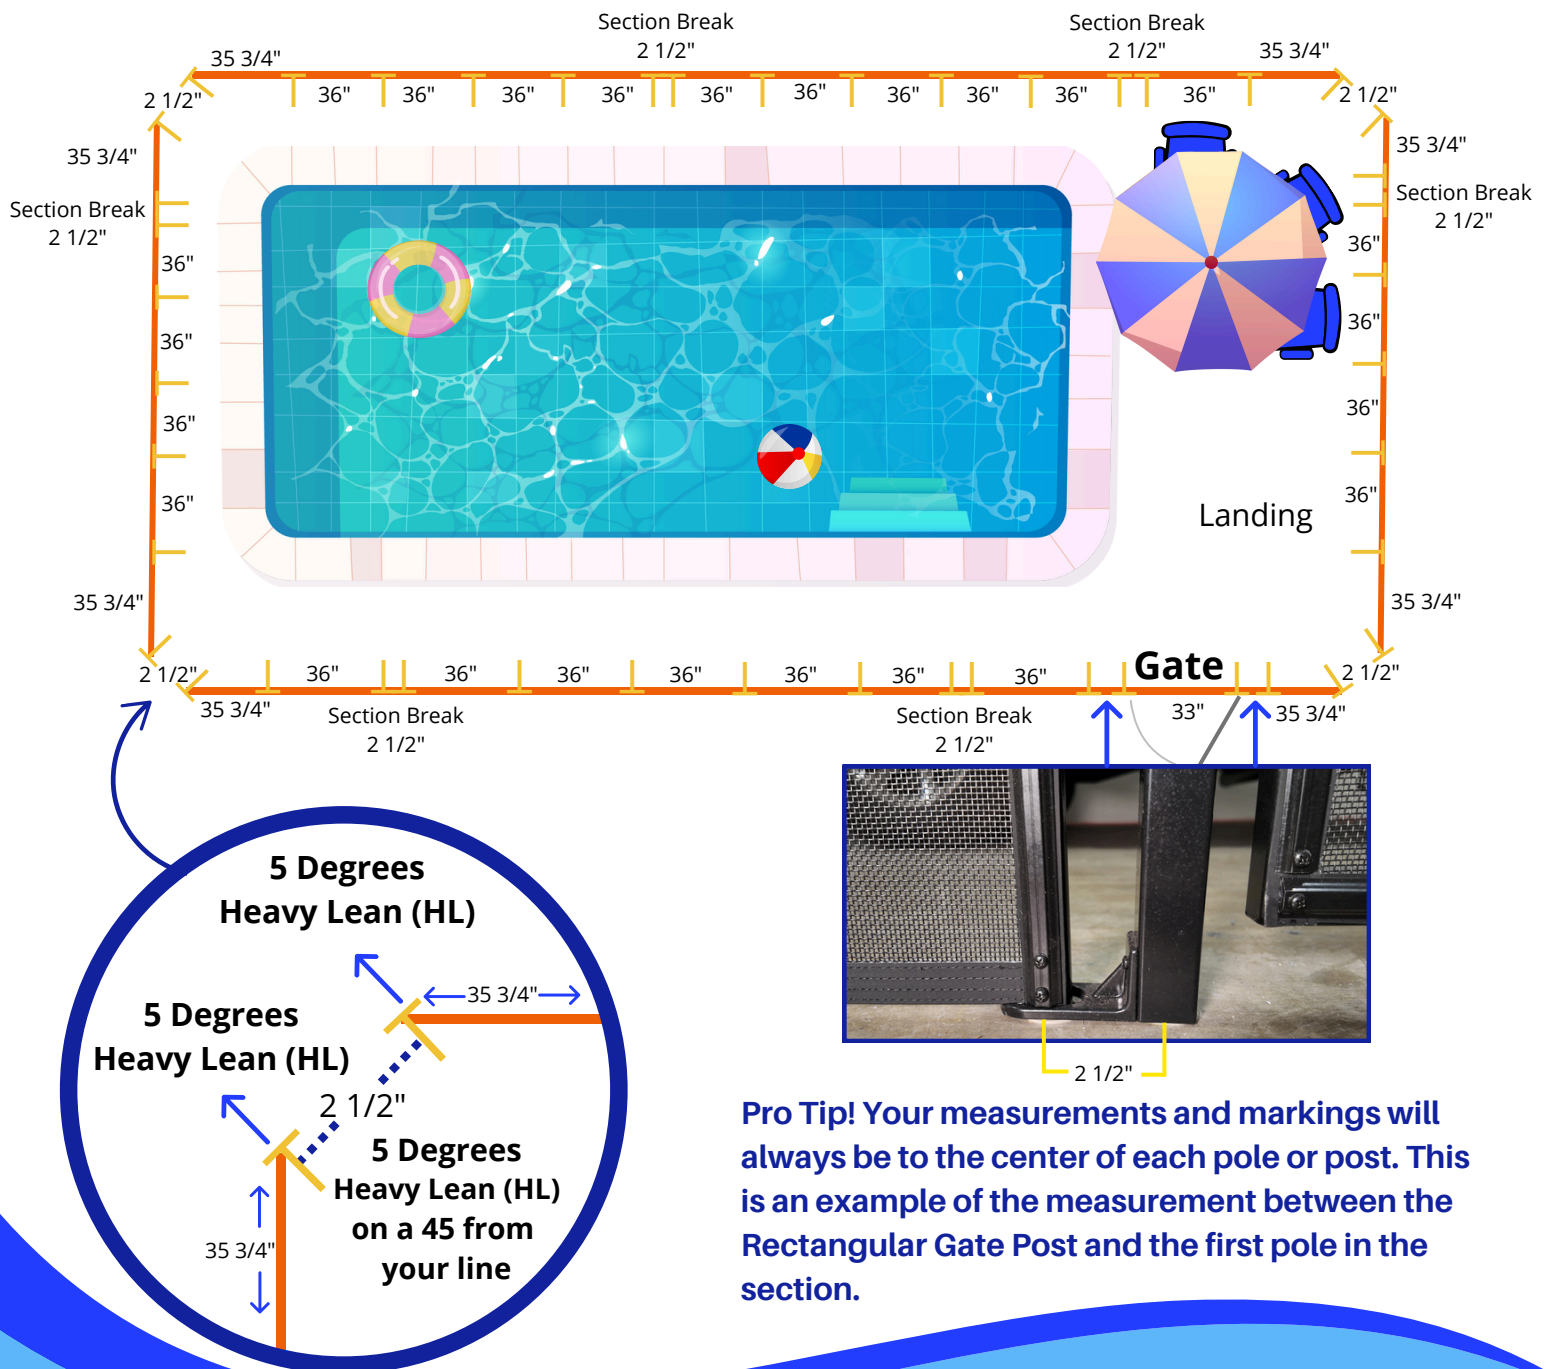 Section Break
2 1/2"
Section Break
2 1/2"
35 3/4"
35 3/4"
36"
36"
36"
36"
36"
36"
36"
36"
36"
36"
2 1/2"
2 1/2"
35 3/4"
Section Break
2 1/2"
36"
36"
36"
36"
35 3/4"
35 3/4"
Section Break
2 1/2"
36"
36"
36"
36"
35 3/4"
Landing
2 1/2"
36"
36"
36"
36"
36"
36"
Gate
2 1/2"
35 3/4"
Section Break
2 1/2"
Section Break
2 1/2"
33"
35 3/4"
5 Degrees
Heavy Lean (HL)
35 3/4"
5 Degrees
Heavy Lean (HL)
2 1/2"
5 Degrees
Heavy Lean (HL)
on a 45 from
your line
35 3/4"
2 1/2"
Pro Tip! Your measurements and markings will
always be to the center of each pole or post. This
is an example of the measurement between the
Rectangular Gate Post and the first pole in the
section.